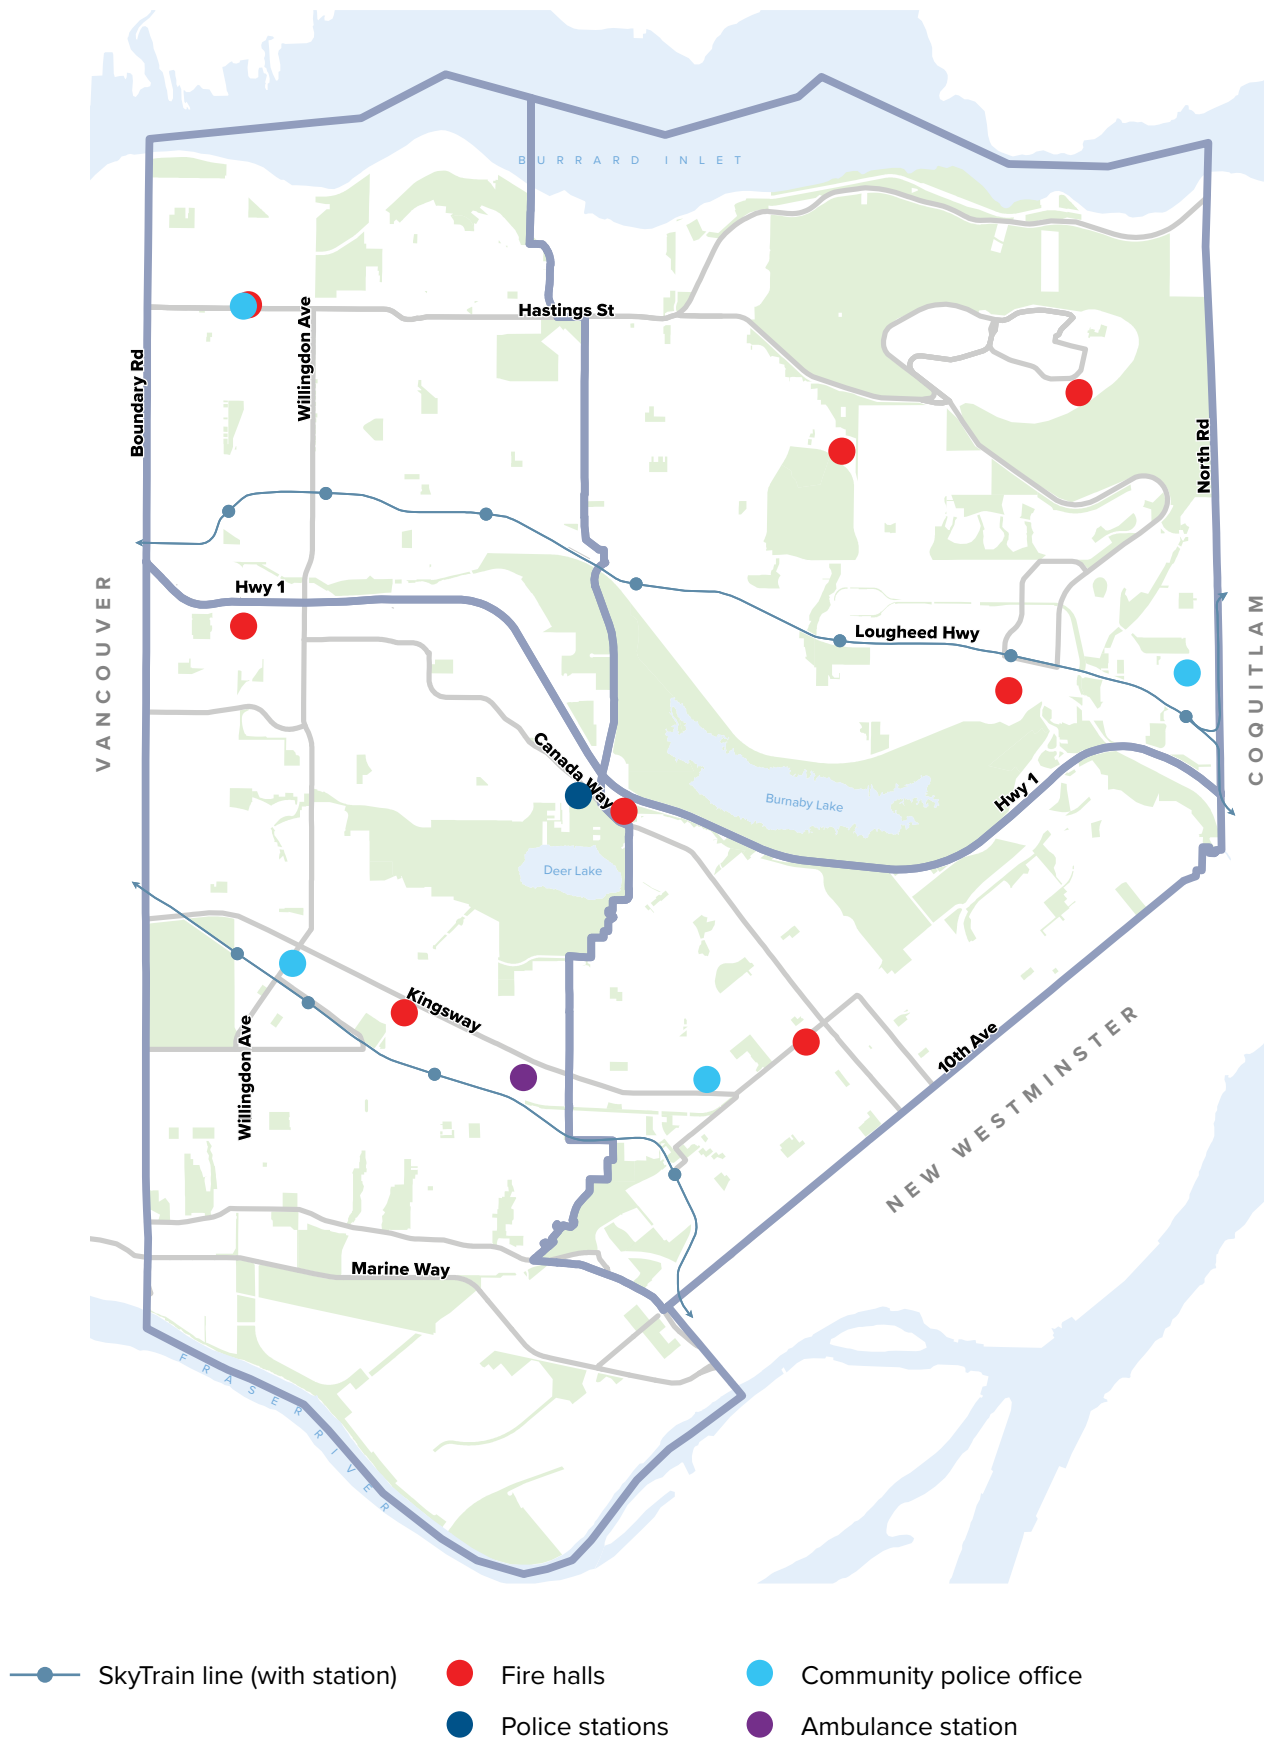 BURRARD INLET
Hastings St
Willingdon Ave
Boundary Rd
North Rd
Hwy 1
VANCOUVER
Lougheed Hwy
COQUITLAM
Canada Way
Burnaby Lake
Hwy 1
Deer Lake
Kingsway
Willingdon Ave
10th Ave
NEW WESTMINSTER
Marine Way
FRASER RIVER
SkyTrain line (with station)
Fire halls
Community police office
Police stations
Ambulance station